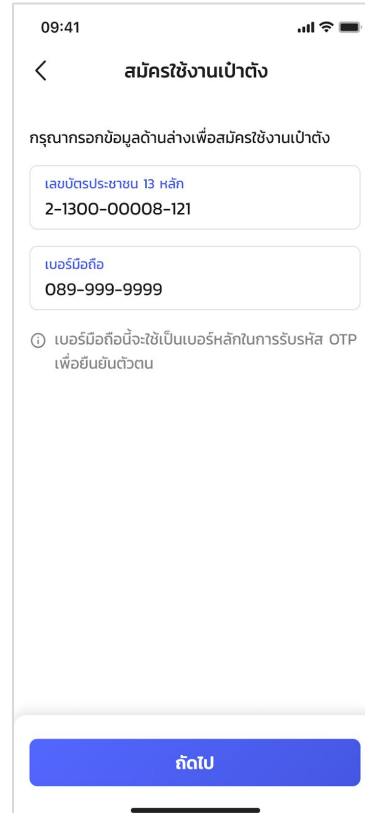 09:41
สมัครใช้งานเป๋าตัง
กรุณากรอกข้อมูลด้านล่างเพื่อสมัครใช้งานเป๋าตัง
เลขบัตรประชาชน 13 หลัก
2-1300-00008-121
เบอร์มือถือ
089-999-9999
เบอร์มือถือนี้จะใช้เป็นเบอร์หลักในการรับรหัส OTP
เพื่อยืนยันตัวตน
ถัดไป